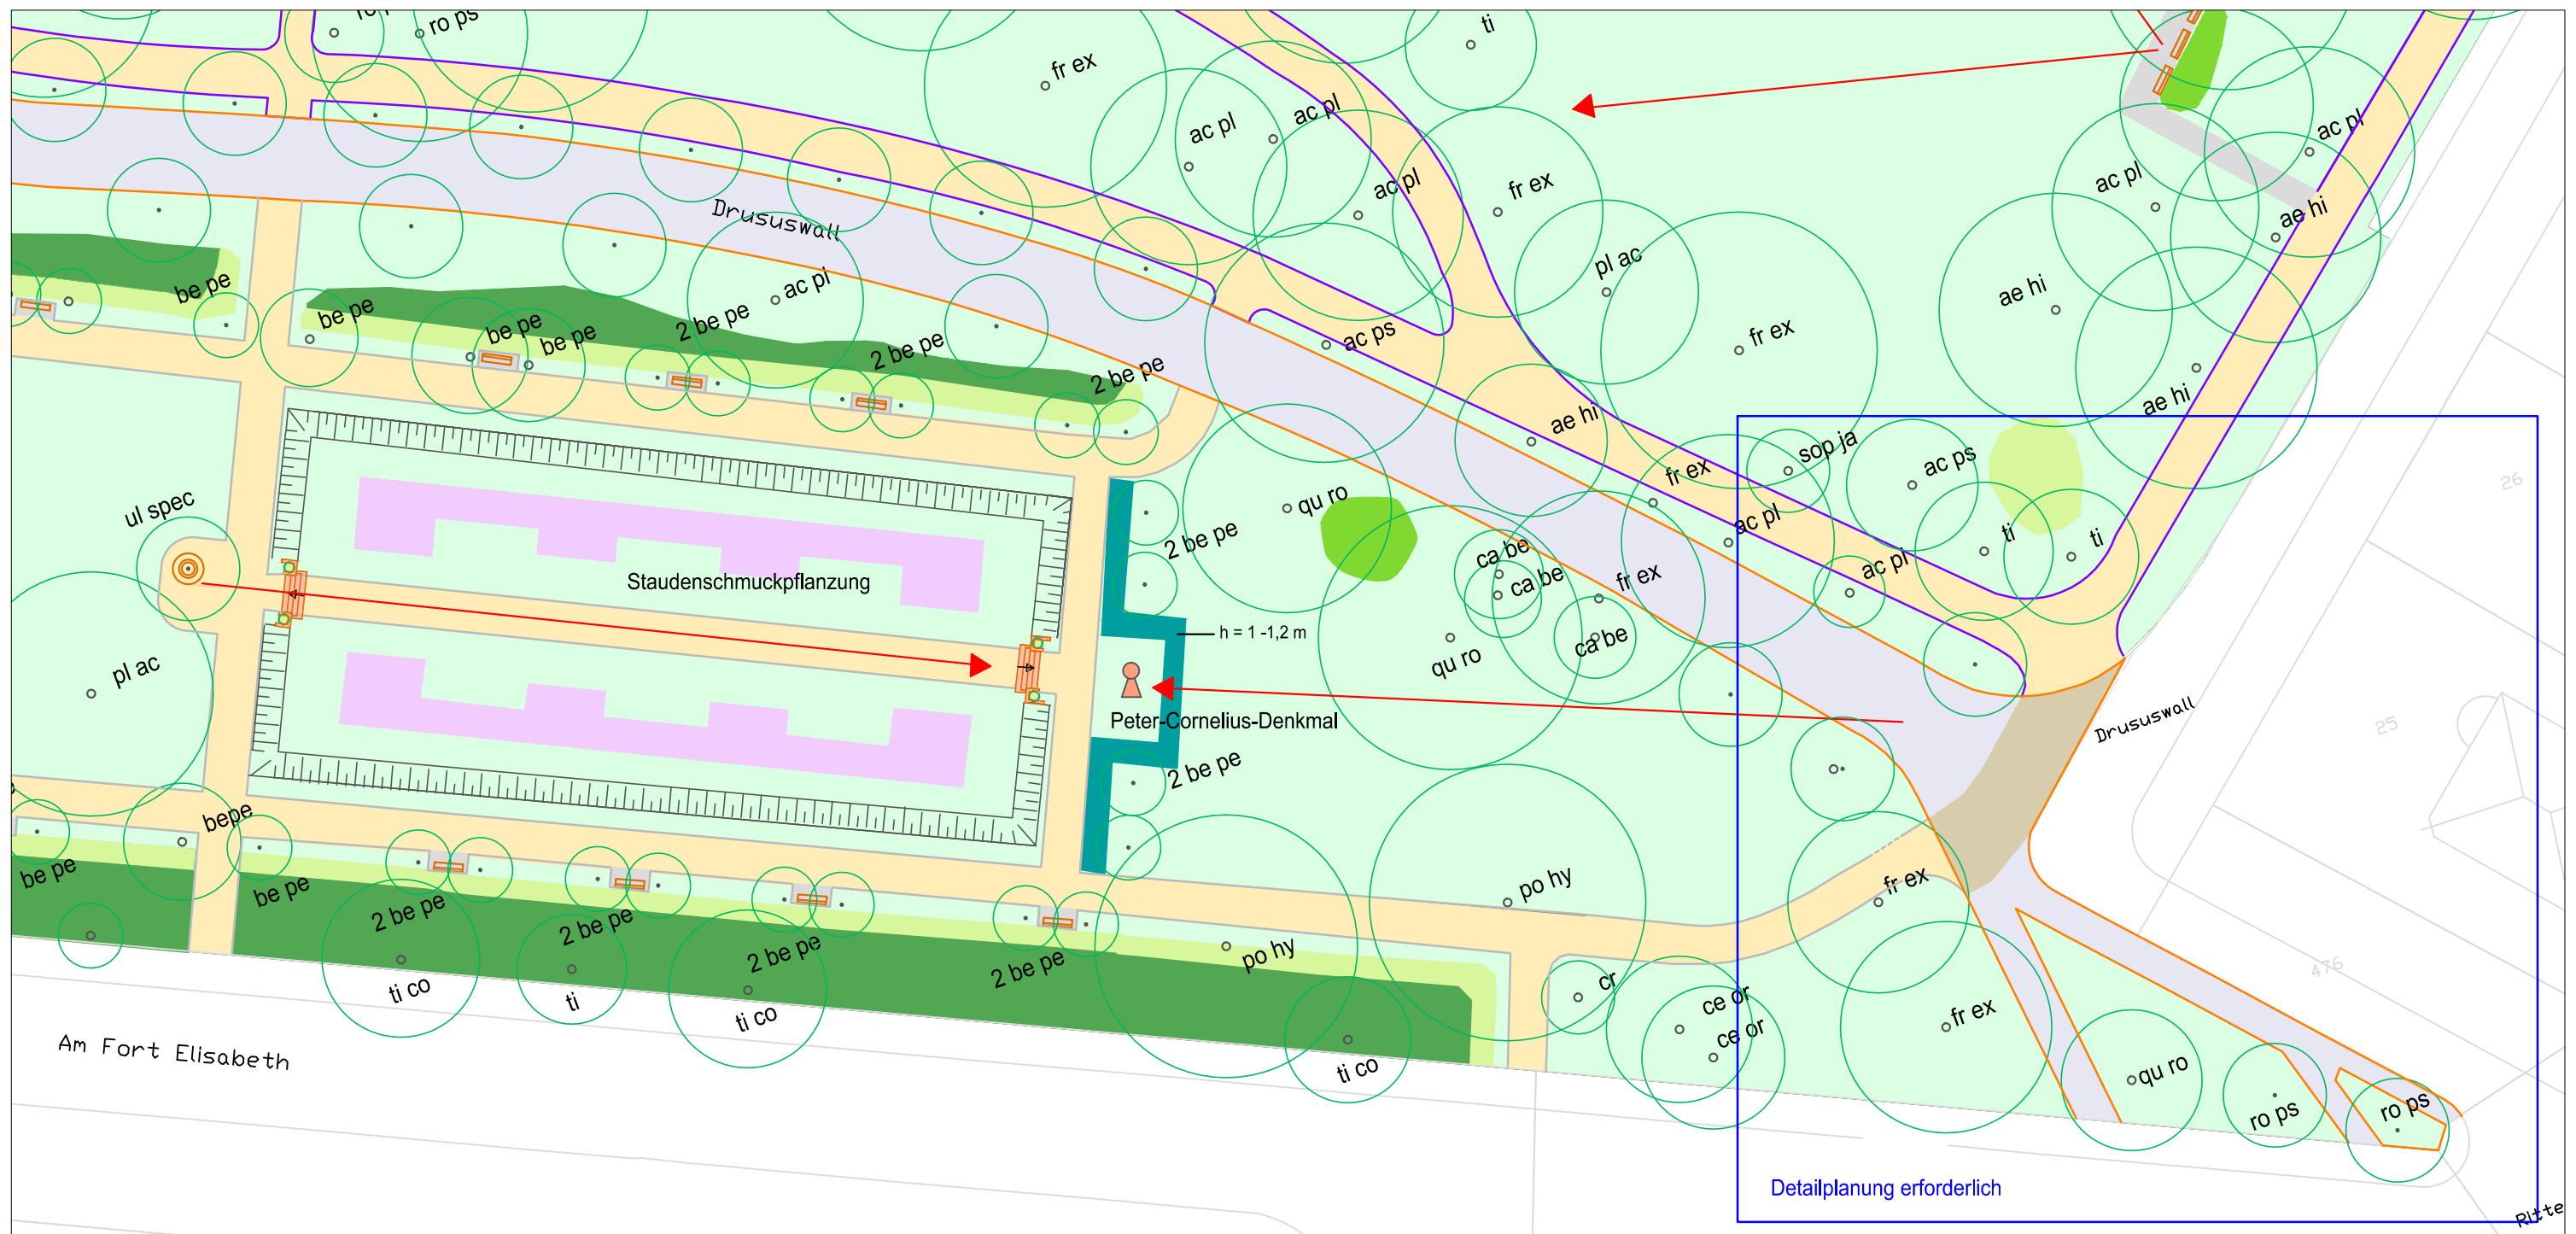 ro ps
ti
fr ex
ac pl
ac pl
ac pl
ac pl
fr ex
ac pl
Drususwall
ae hi
pl ac
be pe
ac pl
ae hi
be pe
be pe
be pe
2 be pe
2 be pe
ac ps
fr ex
2 be pe
ae hi
ae hi
sop ja
ac ps
fr ex
26
ul spec
qu ro
2 be pe
ac pl
ti
ti
ca be
ca be
fr ex
ac pl
Staudenschmuckpflanzung
h = 1 -1,2 m
ca be
qu ro
pl ac
Peter-Cornelius-Denkmal
Drususwall
25
2 be pe
bepe
be pe
be pe
2 be pe
2 be pe
2 be pe
2 be pe
po hy
po hy
fr ex
476
ti co
ti
ti co
cr
ce or
ce or
fr ex
Am Fort Elisabeth
ti co
qu ro
ro ps
ro ps
Detailplanung erforderlich
Ritte